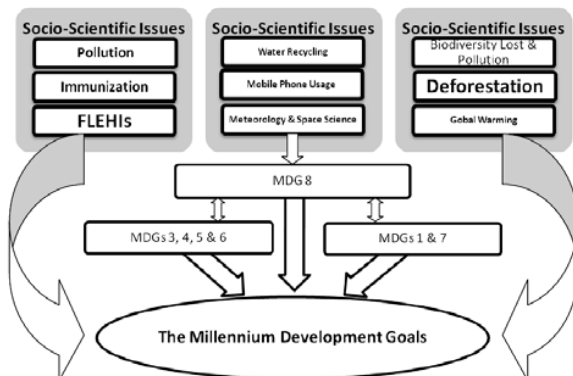 Socio-Scientific Issues
Pollution
Immunization
FLEHIs
Socio-Scientific Issues
Water Recycling
Mobile Phone Usage
Meteorology & Space Science
Socio-Scientific Issues
Biodiversity Lost &
Pollution
Deforestation
Gobal Warming
MDG 8
MDGs 3, 4, 5 & 6
MDGs 1 & 7
The Millennium Development Goals